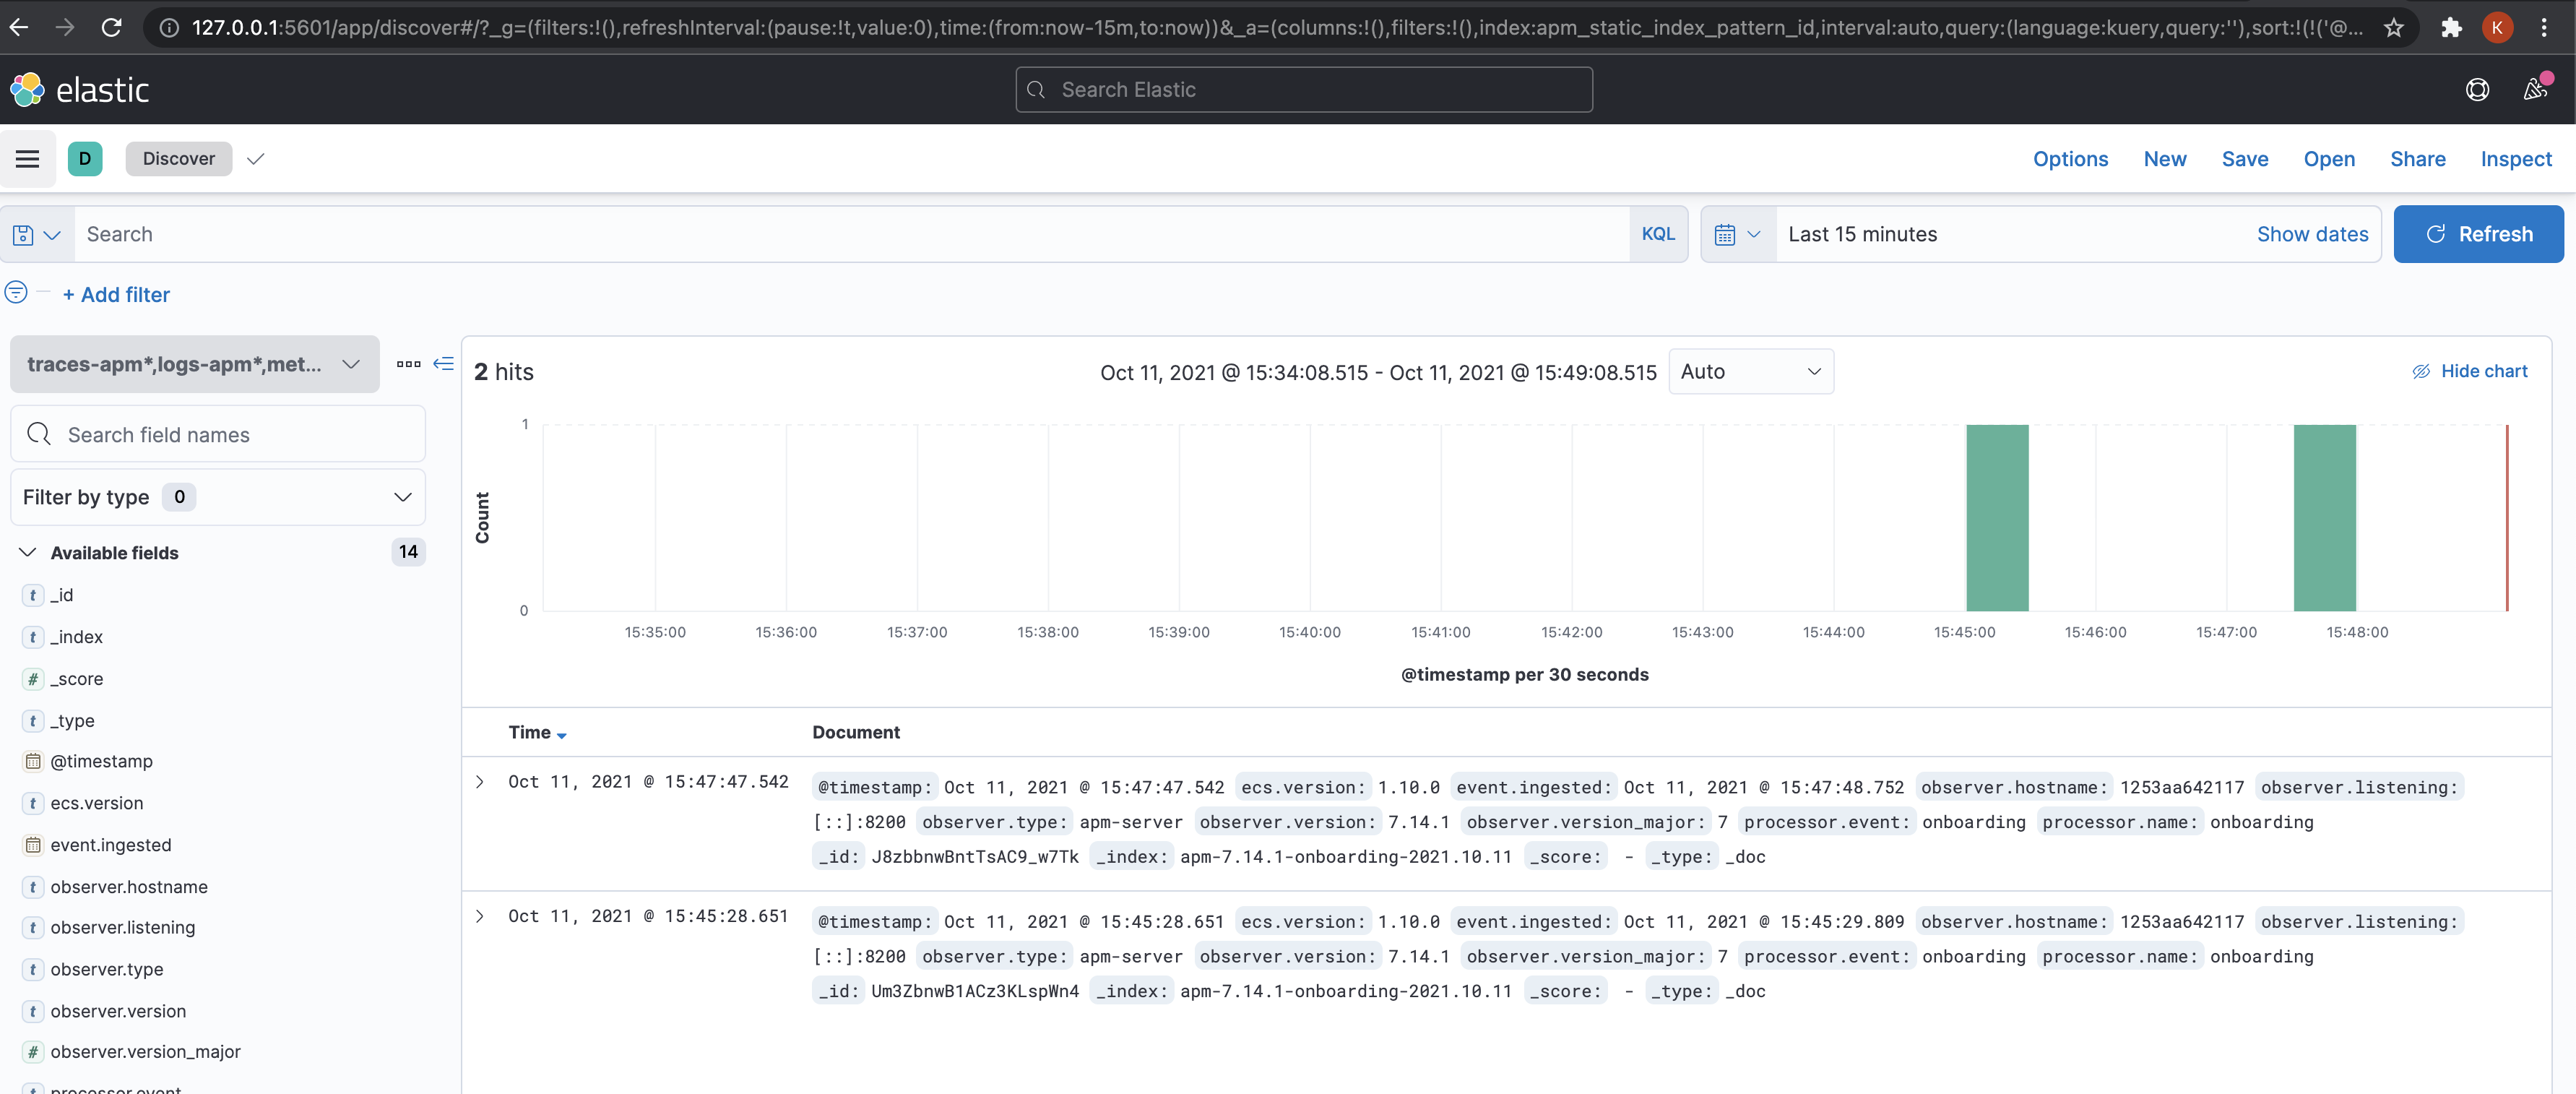 127.0.0.1:5601/app/discover#/?_g=(filters:!(),refreshInterval:(pause:!t,value:0),time:(from:now-15m,to:now))&_a=(columns:!(),filters:!(),index:apm_static_index_pattern_id,interval:auto,query:(language:kuery,query:''),sort:!(!('@... K
elastic Search Elastic
D Discover Options New Save Open Share Inspect
Search KQL Last 15 minutes Show dates Refresh
+ Add filter
traces-apm*,logs-apm*,met...
2 hits Oct 11, 2021 @ 15:34:08.515 - Oct 11, 2021 @ 15:49:08.515 Auto Hide chart
Search field names
Filter by type 0
Available fields 14
_id
_index
_score
_type
@timestamp
ecs.version
event.ingested
observer.hostname
observer.listening
observer.type
observer.version
observer.version_major
processor.event
Count
1
0
15:35:00 15:36:00 15:37:00 15:38:00 15:39:00 15:40:00 15:41:00 15:42:00 15:43:00 15:44:00 15:45:00 15:46:00 15:47:00 15:48:00
@timestamp per 30 seconds
Time Document
Oct 11, 2021 @ 15:47:47.542 @timestamp: Oct 11, 2021 @ 15:47:47.542 ecs.version: 1.10.0 event.ingested: Oct 11, 2021 @ 15:47:48.752 observer.hostname: 1253aa642117 observer.listening:
[::]:8200 observer.type: apm-server observer.version: 7.14.1 observer.version_major: 7 processor.event: onboarding processor.name: onboarding
_id: J8zbbnwBntTsAC9_w7Tk _index: apm-7.14.1-onboarding-2021.10.11 _score: - _type: _doc
Oct 11, 2021 @ 15:45:28.651 @timestamp: Oct 11, 2021 @ 15:45:28.651 ecs.version: 1.10.0 event.ingested: Oct 11, 2021 @ 15:45:29.809 observer.hostname: 1253aa642117 observer.listening:
[::]:8200 observer.type: apm-server observer.version: 7.14.1 observer.version_major: 7 processor.event: onboarding processor.name: onboarding
_id: Um3ZbnwB1ACz3KLspWn4 _index: apm-7.14.1-onboarding-2021.10.11 _score: - _type: _doc